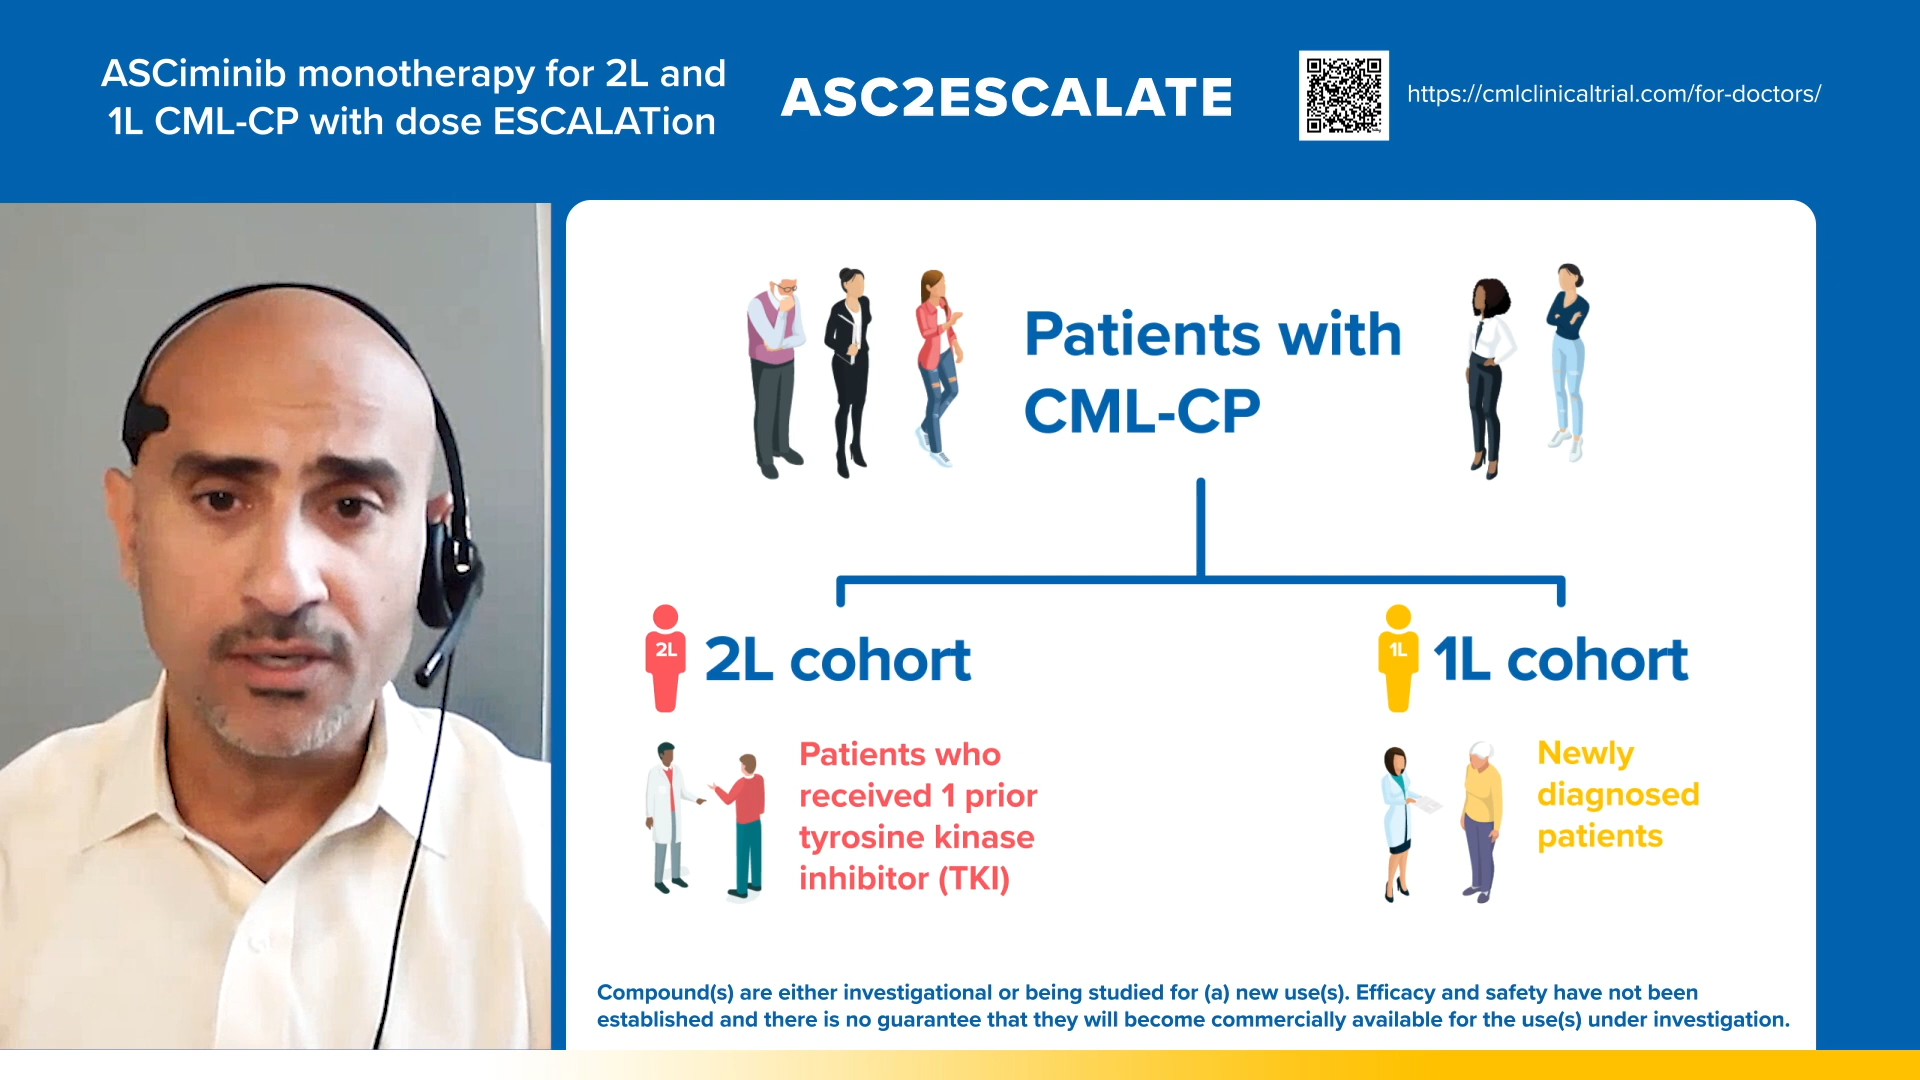 ASCiminib monotherapy for 2L and
1L CML-CP with dose ESCALATion
ASC2ESCALATE
https://cmlclinicaltrial.com/for-doctors/
Patients with
CML-CP
2L
2L cohort
Patients who
received 1 prior
tyrosine kinase
inhibitor (TKI)
1L
1L cohort
Newly
diagnosed
patients
Compound(s) are either investigational or being studied for (a) new use(s). Efficacy and safety have not been
established and there is no guarantee that they will become commercially available for the use(s) under investigation.